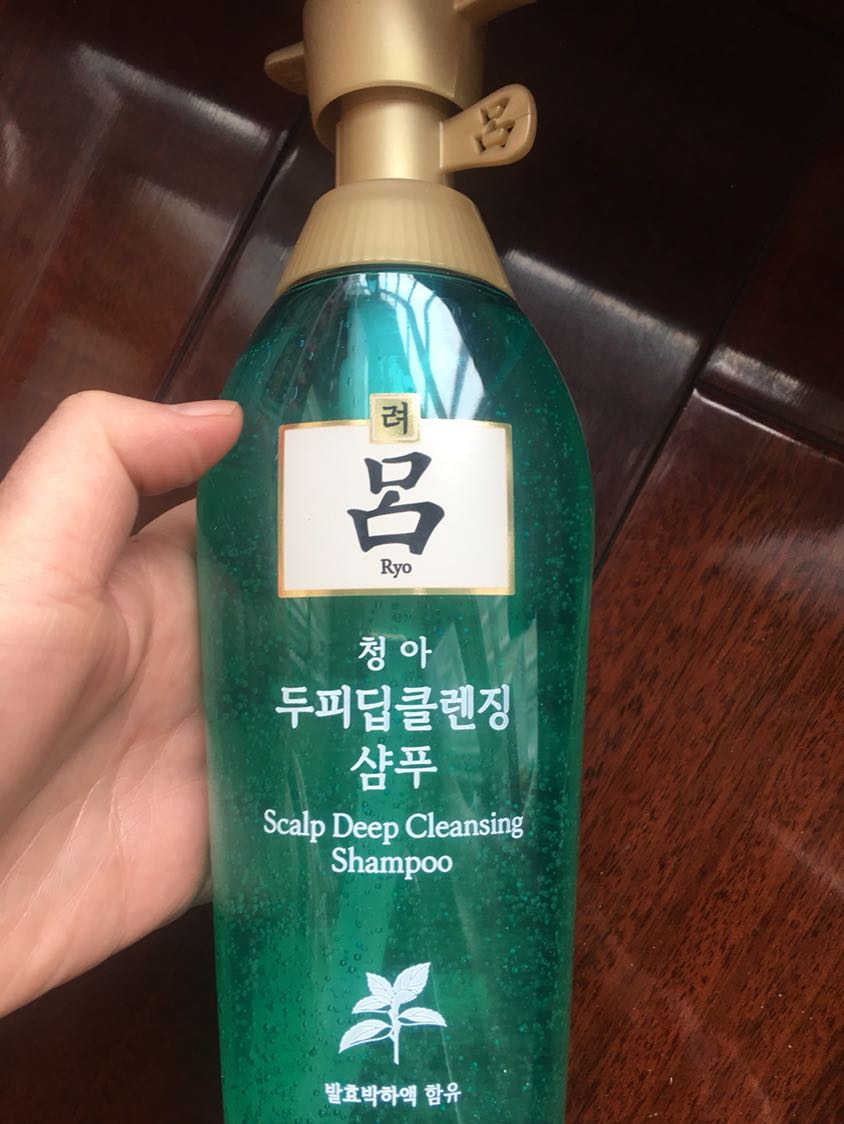 呂
려
呂
Ryo
청아
두피딥클렌징
샴푸
Scalp Deep Cleansing
Shampoo
발효박하액 함유